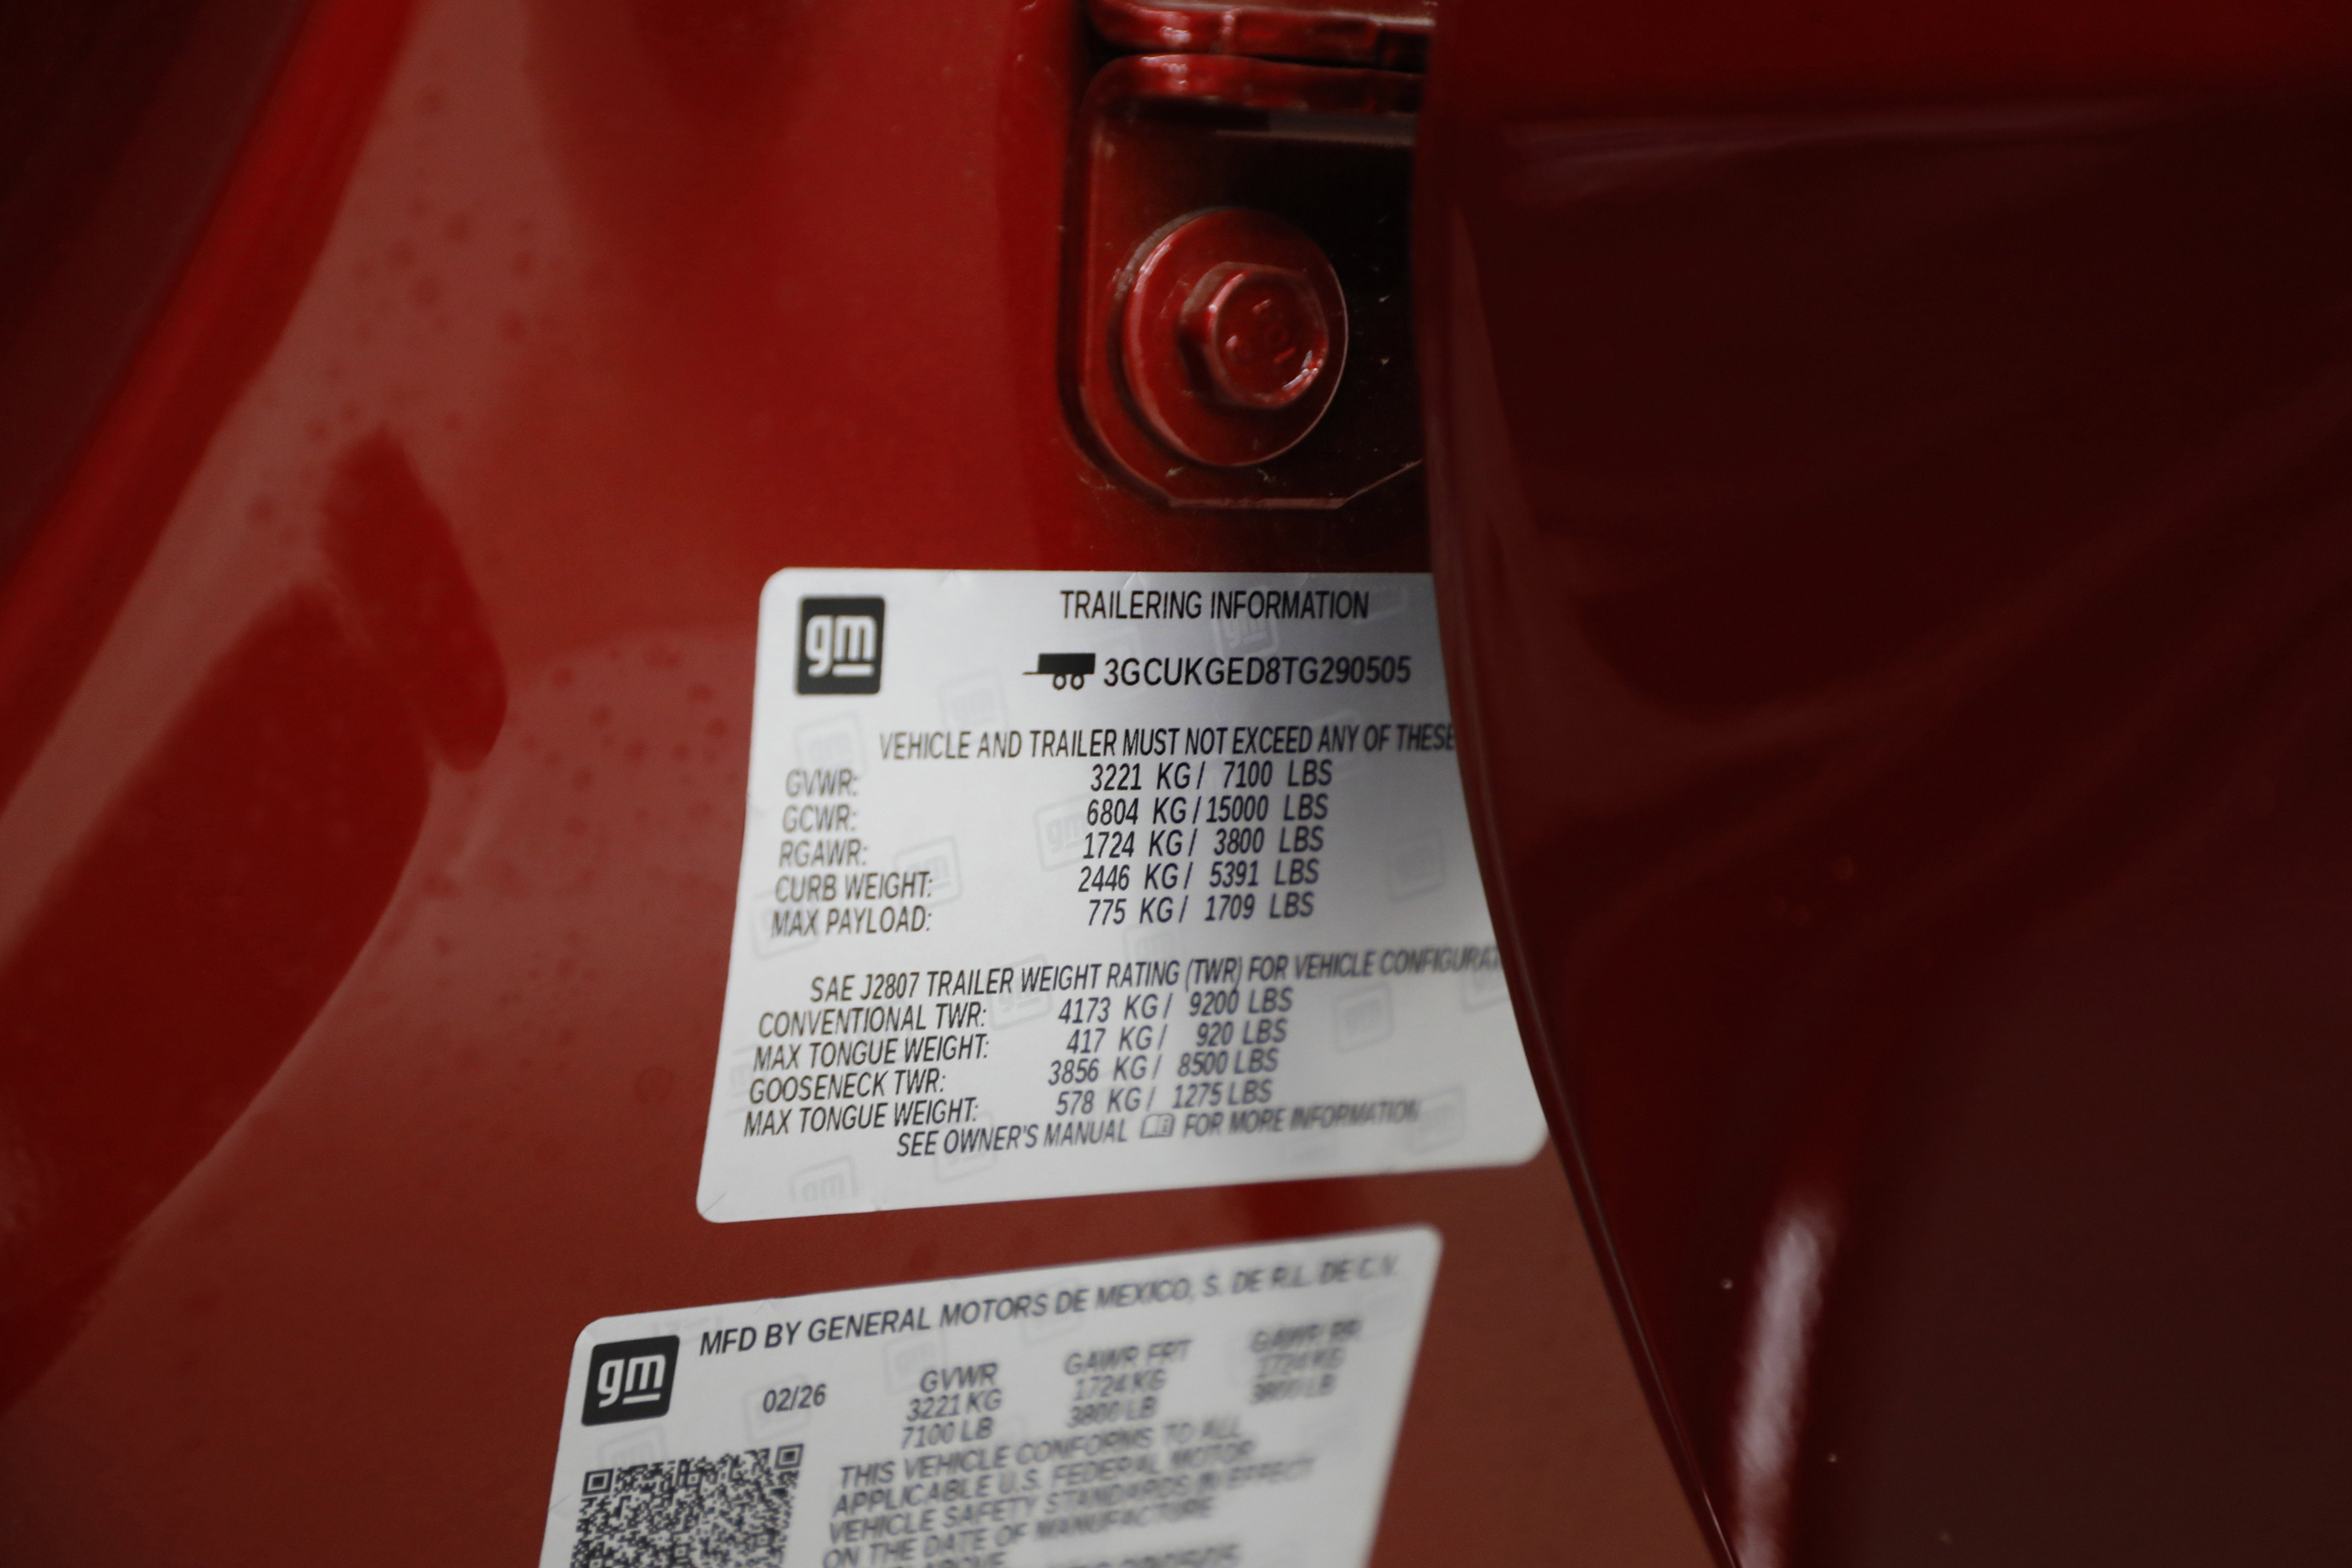 gm
TRAILERING INFORMATION
3GCUKGED8TG290505
VEHICLE AND TRAILER MUST NOT EXCEED ANY OF THESE
GVWR: 3221 KG / 7100 LBS
GCWR: 6804 KG / 15000 LBS
RGAWR: 1724 KG / 3800 LBS
CURB WEIGHT: 2446 KG / 5391 LBS
MAX PAYLOAD: 775 KG / 1709 LBS
SAE J2807 TRAILER WEIGHT RATING (TWR) FOR VEHICLE CONFIGURAT
CONVENTIONAL TWR: 4173 KG / 9200 LBS
MAX TONGUE WEIGHT: 417 KG / 920 LBS
GOOSENECK TWR: 3856 KG / 8500 LBS
MAX TONGUE WEIGHT: 578 KG / 1275 LBS
SEE OWNER'S MANUAL FOR MORE INFORMATION
gm
MFD BY GENERAL MOTORS DE MEXICO, S. DE R.L. DE C.V.
02/26 GVWR GAWR FRT GAWR RR
3221 KG 1724 KG 1724 KG
7100 LB 3800 LB 3800 LB
THIS VEHICLE CONFORMS TO ALL
APPLICABLE U.S. FEDERAL MOTOR
VEHICLE SAFETY STANDARDS IN EFFECT
ON THE DATE OF MANUFACTURE